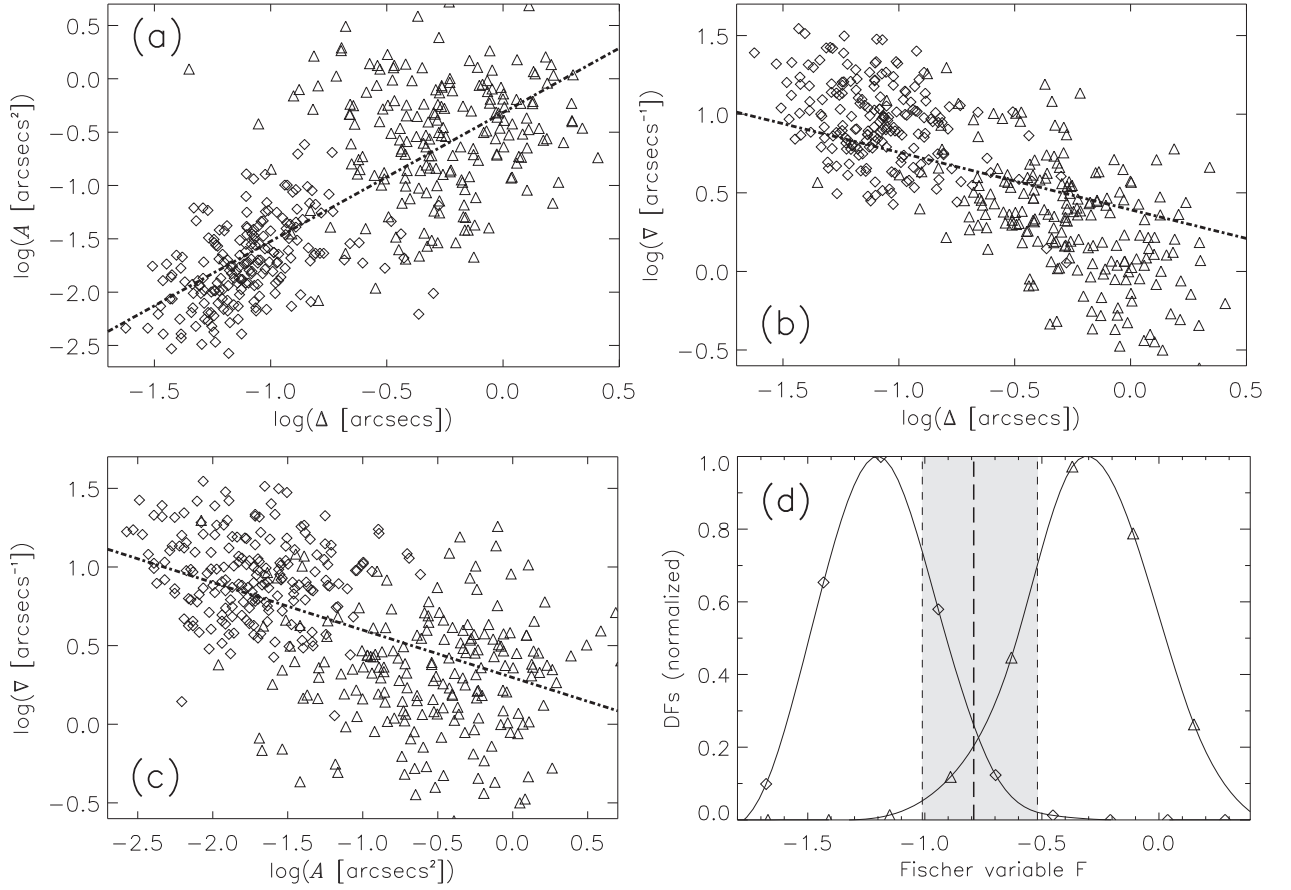 (a)
log(A [arcsecs²])
0.5
0.0
−0.5
−1.0
−1.5
−2.0
−2.5
−1.5 −1.0 −0.5 0.0 0.5
log(Δ [arcsecs])
(b)
log(∇ [arcsecs⁻¹])
1.5
1.0
0.5
0.0
−0.5
−1.5 −1.0 −0.5 0.0 0.5
log(Δ [arcsecs])
(c)
log(∇ [arcsecs⁻¹])
1.5
1.0
0.5
0.0
−0.5
−2.5 −2.0 −1.5 −1.0 −0.5 0.0 0.5
log(A [arcsecs²])
(d)
DFs (normalized)
1.0
0.8
0.6
0.4
0.2
0.0
−1.5 −1.0 −0.5 0.0
Fischer variable F